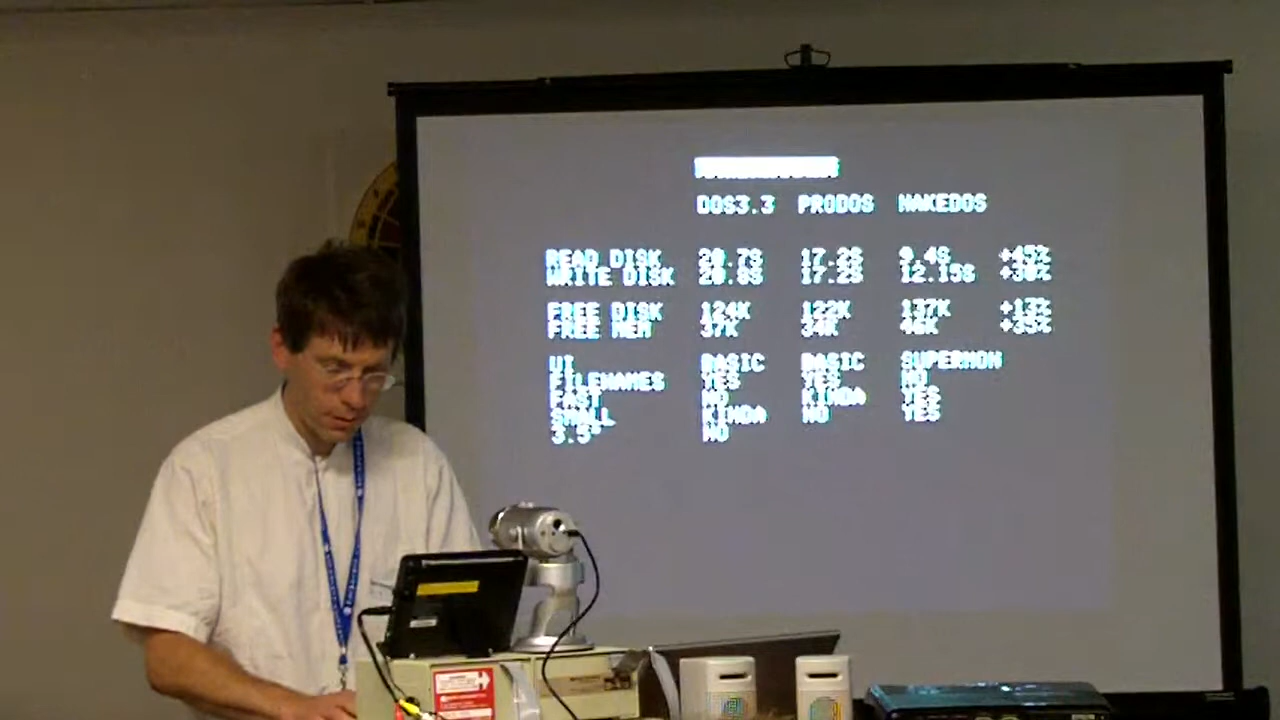 DOS3.3 PRODOS NAKEDOS
READ DISK 20.7S 17.2S 9.4S +45%
WRITE DISK 20.8S 17.2S 12.15S +30%
FREE DISK 124K 122K 137K +13%
FREE MEM 37K 34K 46K +35%
UI BASIC BASIC SUPERMON
FILENAMES YES YES NO
FAST NO KINDA YES
SMALL KINDA NO YES
3.5" NO